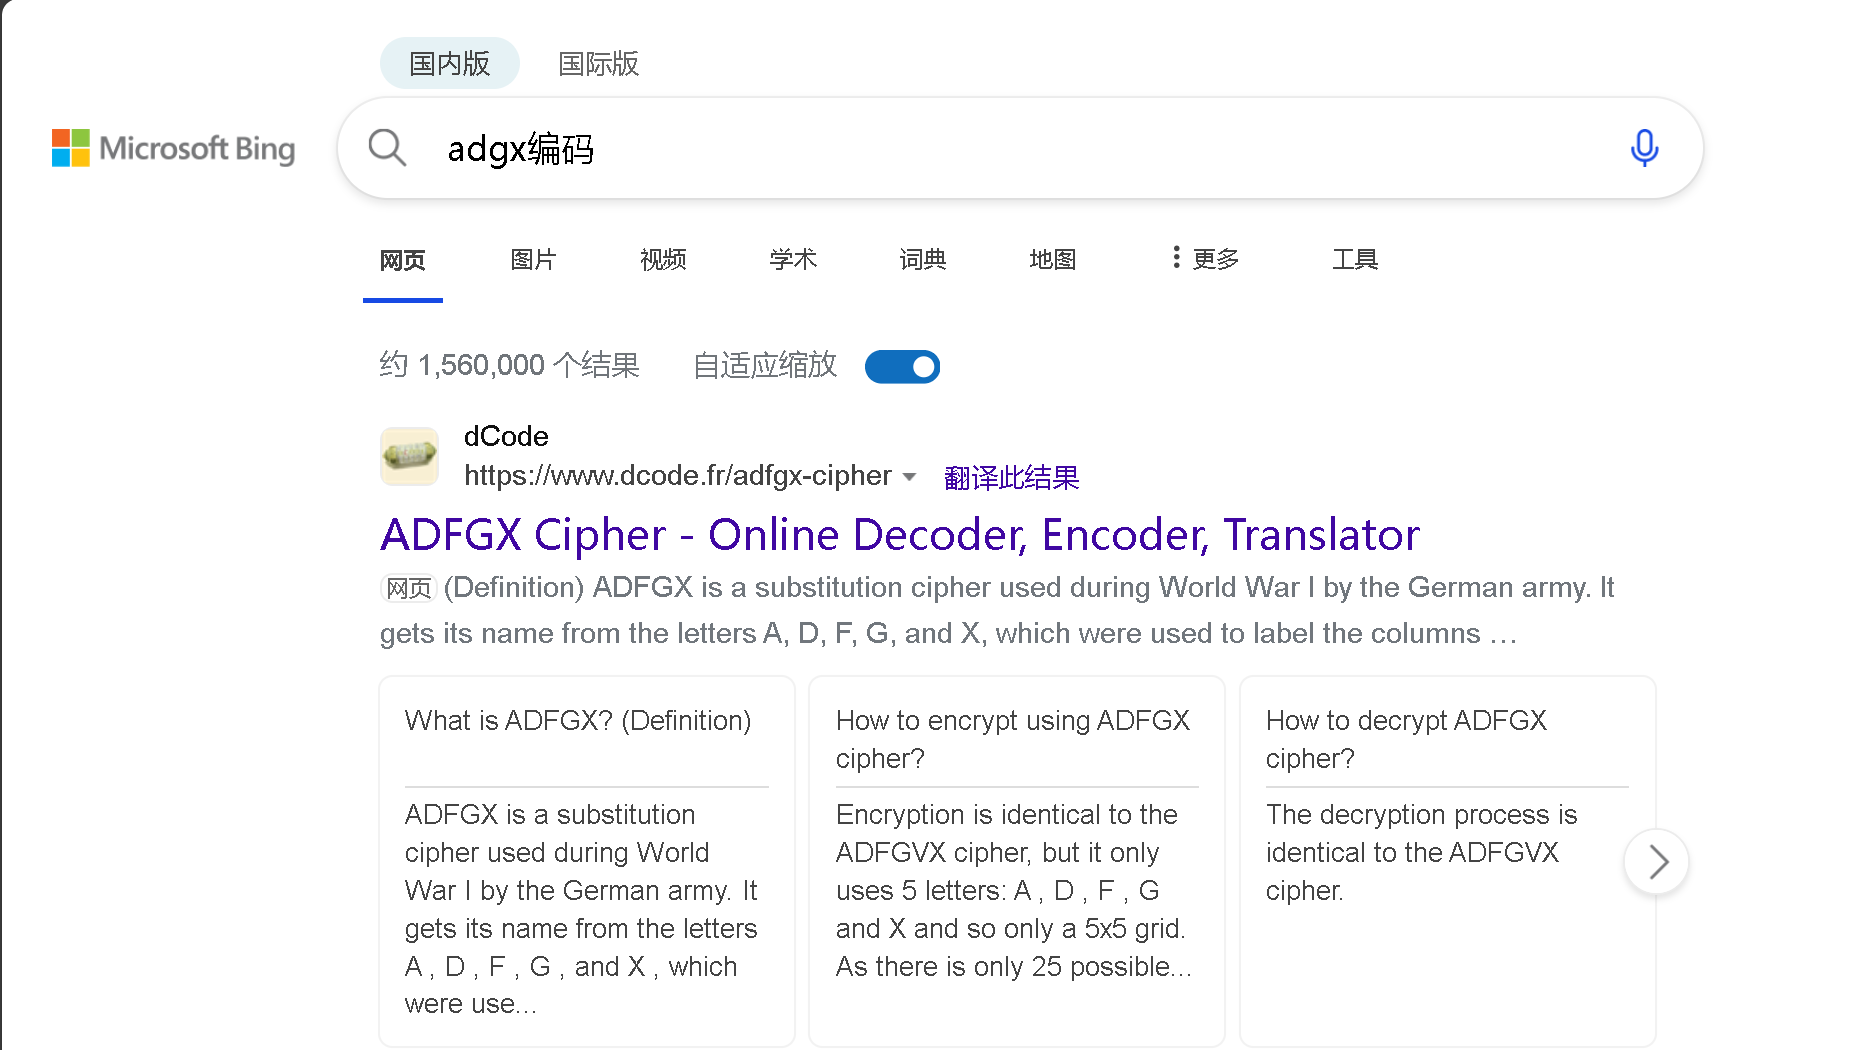 国内版 国际版
Microsoft Bing
adgx编码
网页 图片 视频 学术 词典 地图 更多 工具
约 1,560,000 个结果 自适应缩放
dCode
https://www.dcode.fr/adfgx-cipher 翻译此结果
ADFGX Cipher - Online Decoder, Encoder, Translator
网页 (Definition) ADFGX is a substitution cipher used during World War I by the German army. It
gets its name from the letters A, D, F, G, and X, which were used to label the columns …
What is ADFGX? (Definition)
ADFGX is a substitution
cipher used during World
War I by the German army. It
gets its name from the letters
A , D , F , G , and X , which
were use...
How to encrypt using ADFGX
cipher?
Encryption is identical to the
ADFGVX cipher, but it only
uses 5 letters: A , D , F , G
and X and so only a 5x5 grid.
As there is only 25 possible...
How to decrypt ADFGX
cipher?
The decryption process is
identical to the ADFGVX
cipher.